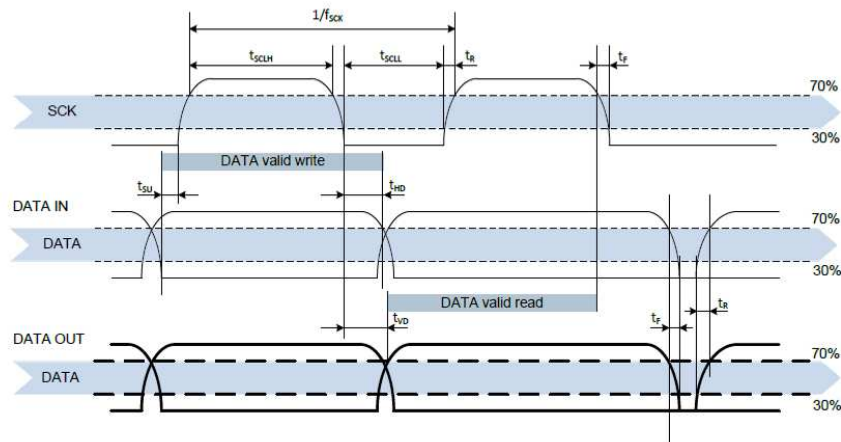 1/fSCK
tSCLH tSCLL tR tF
70%
SCK
30%
DATA valid write
tSU tHD
DATA IN
70%
DATA
30%
DATA valid read
tVD tF tR
DATA OUT
70%
DATA
30%